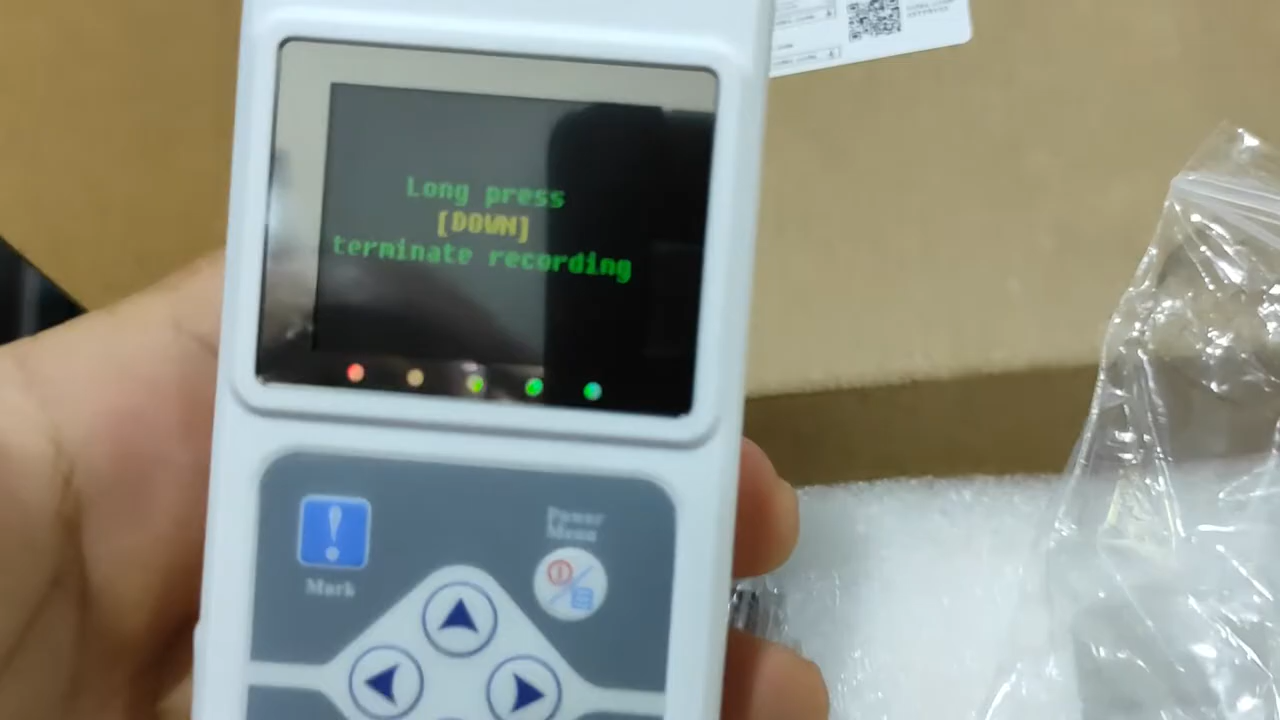 Long press
[DOWN]
terminate recording
Power
Menu
Mark